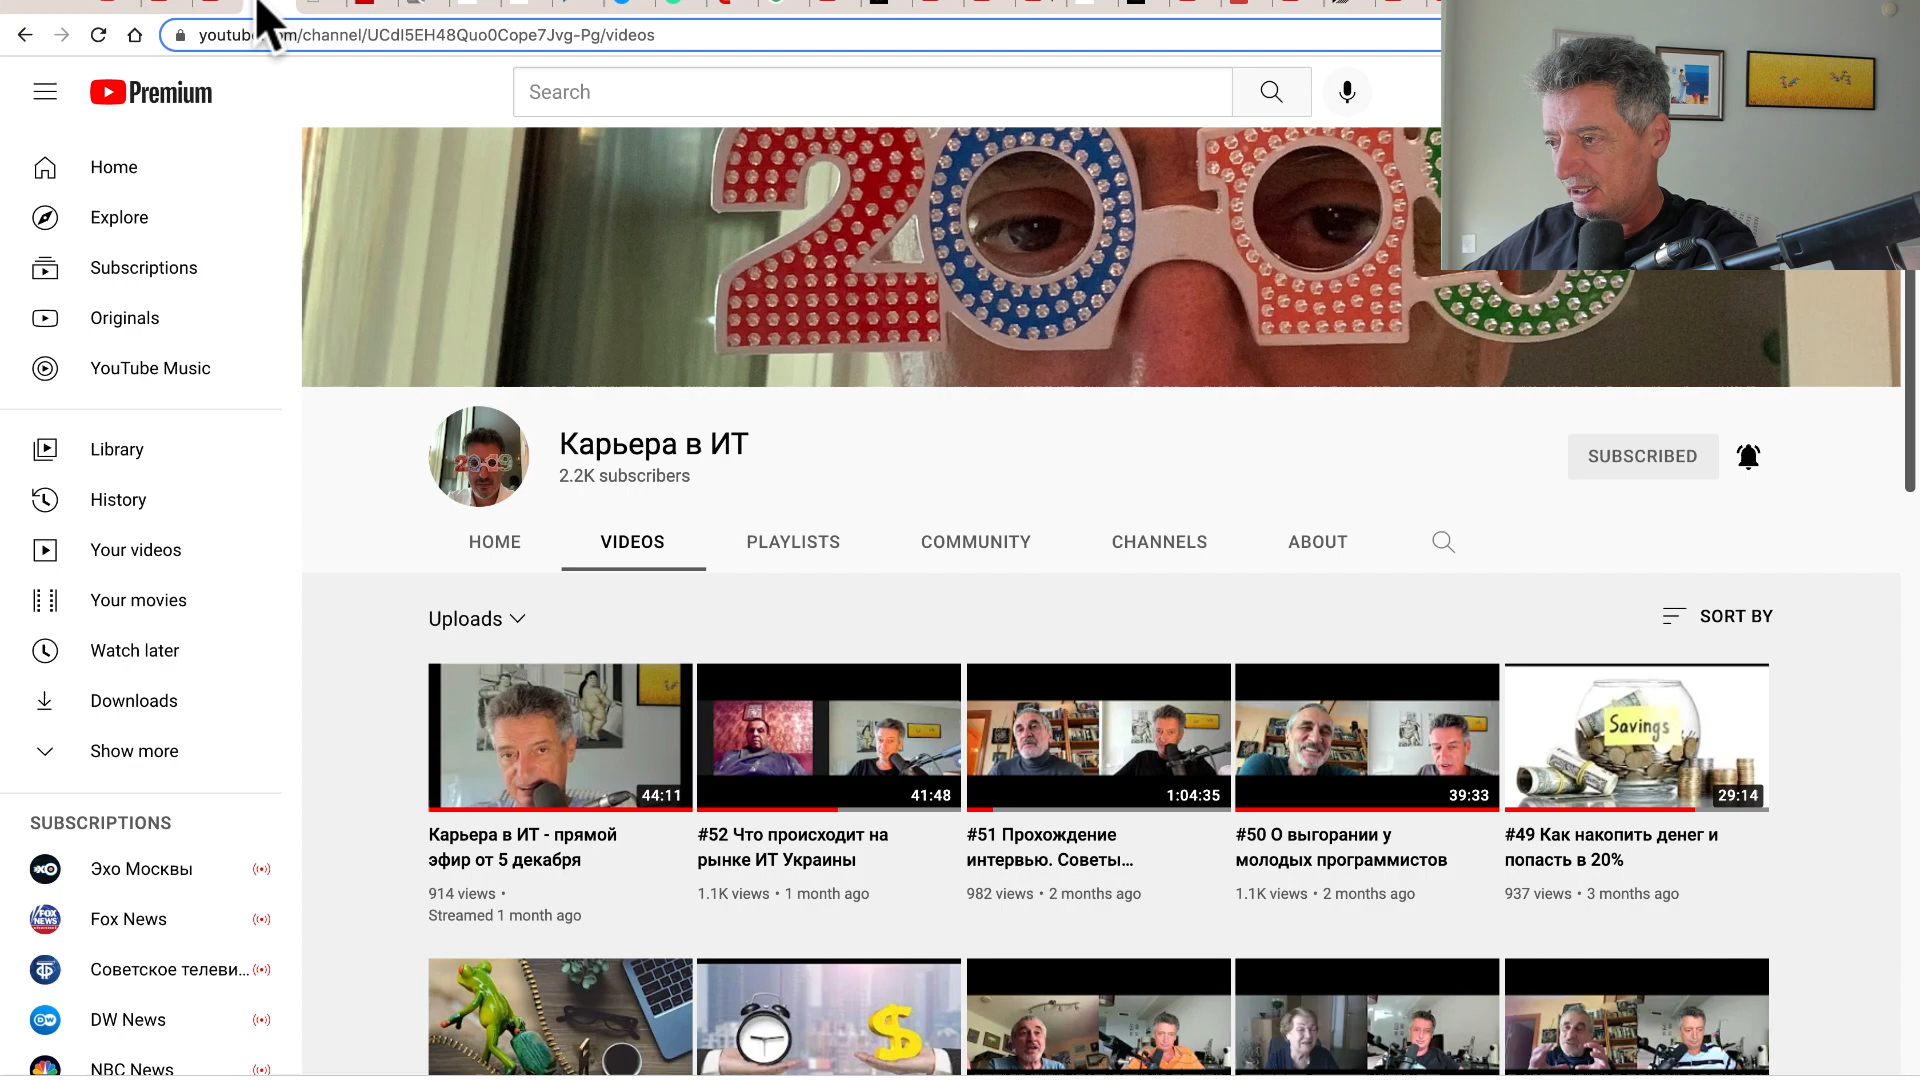 youtub
m/channel/UCdI5EH48Quo0Cope7Jvg-Pg/videos
Premium
Search
Home
Explore
Subscriptions
Originals
YouTube Music
Library
History
Your videos
Your movies
Watch later
Downloads
Show more
SUBSCRIPTIONS
Эхо Москвы
Fox News
Советское телеви...
DW News
NBC News
Карьера в ИТ
2.2K subscribers
SUBSCRIBED
HOME
VIDEOS
PLAYLISTS
COMMUNITY
CHANNELS
ABOUT
Uploads
SORT BY
44:11
Карьера в ИТ - прямой
эфир от 5 декабря
914 views •
Streamed 1 month ago
41:48
#52 Что происходит на
рынке ИТ Украины
1.1K views • 1 month ago
1:04:35
#51 Прохождение
интервью. Советы...
982 views • 2 months ago
39:33
#50 О выгорании у
молодых программистов
1.1K views • 2 months ago
Savings
29:14
#49 Как накопить денег и
попасть в 20%
937 views • 3 months ago